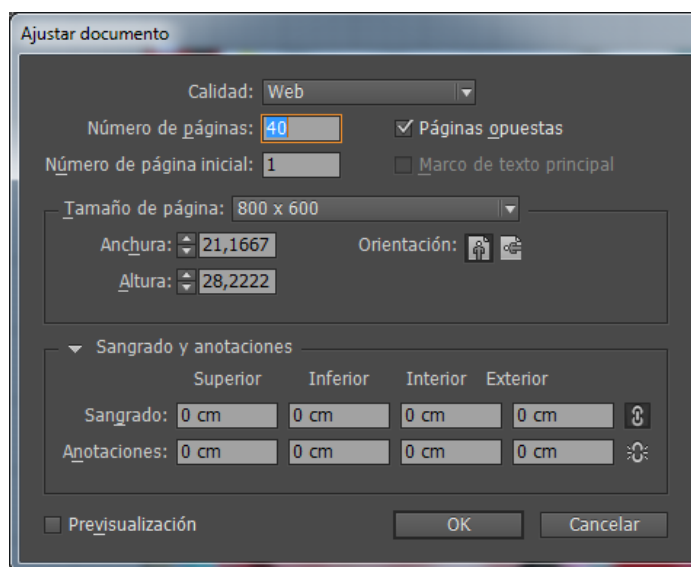 Ajustar documento
Calidad: Web
Número de páginas: 40 Páginas opuestas
Número de página inicial: 1 Marco de texto principal
Tamaño de página: 800 x 600
Anchura: 21,1667 Orientación:
Altura: 28,2222
Sangrado y anotaciones
Superior Inferior Interior Exterior
Sangrado: 0 cm 0 cm 0 cm 0 cm
Anotaciones: 0 cm 0 cm 0 cm 0 cm
Previsualización OK Cancelar